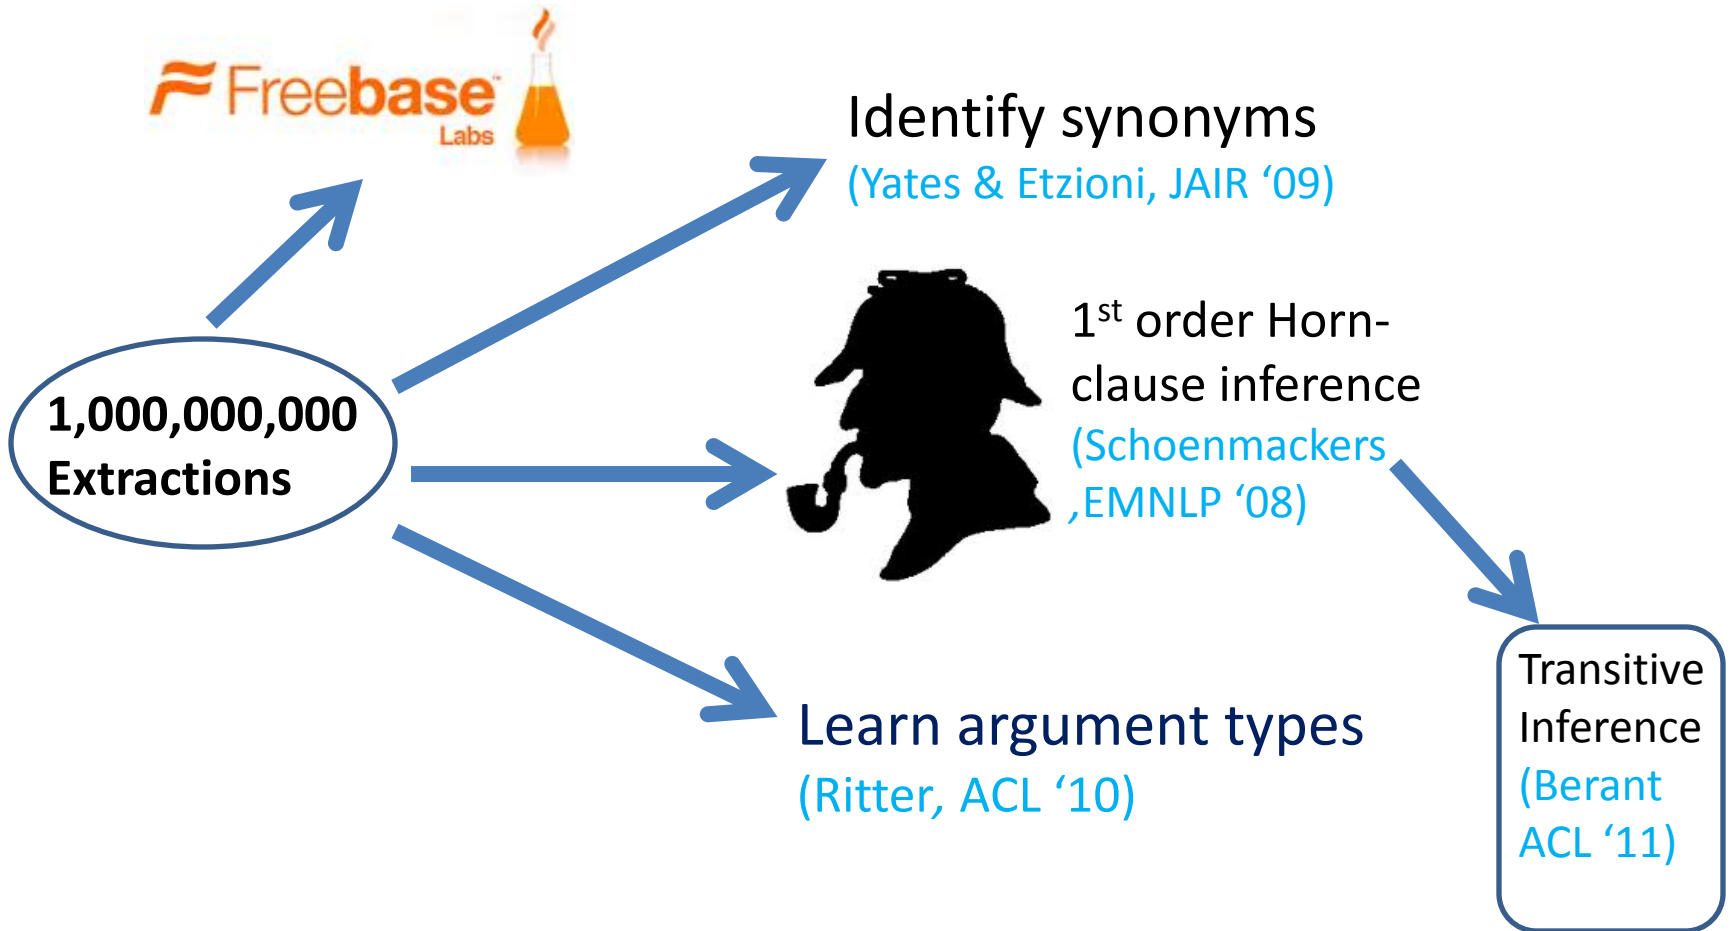 Freebase™
Labs
Identify synonyms
(Yates & Etzioni, JAIR ‘09)
1,000,000,000
Extractions
1st order Horn-
clause inference
(Schoenmackers
,EMNLP ‘08)
Learn argument types
(Ritter, ACL ‘10)
Transitive
Inference
(Berant
ACL ‘11)